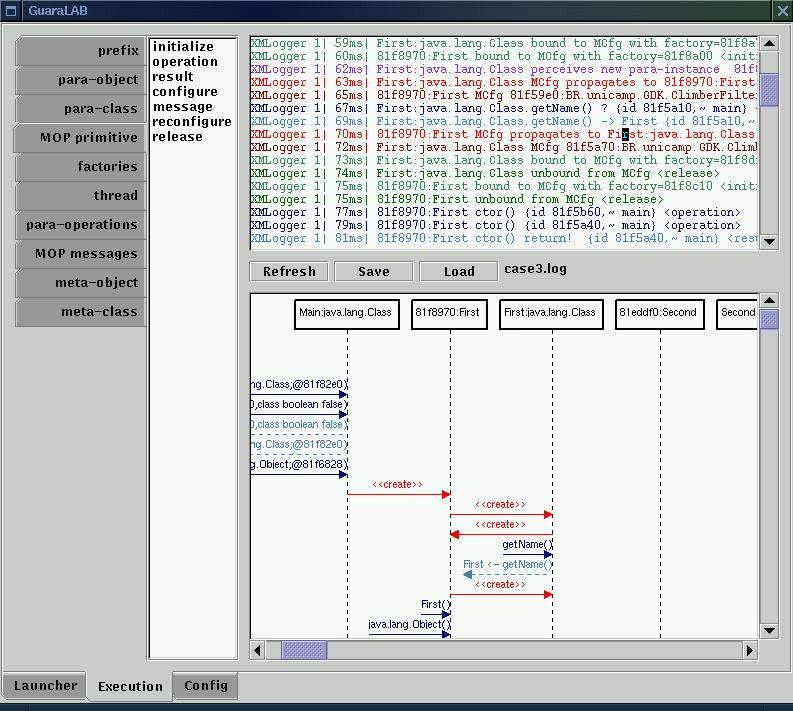 GuaraLAB
prefix
para-object
para-class
MOP primitive
factories
thread
para-operations
MOP messages
meta-object
meta-class
initialize
operation
result
configure
message
reconfigure
release
XMLogger 1| 59ms| First:java.lang.Class bound to MCfg with factory=81f8a
XMLogger 1| 60ms| 81f8970:First bound to MCfg with factory=81f8a00 <init:
XMLogger 1| 62ms| First:java.lang.Class perceives new para-instance 81f
XMLogger 1| 63ms| First:java.lang.Class MCfg propagates to 81f8970:First
XMLogger 1| 65ms| 81f8970:First MCfg 81f59e0:BR.unicamp.GDK.ClimberFilte
XMLogger 1| 67ms| First:java.lang.Class.getName() ? {id 81f5a10,~ main}
XMLogger 1| 69ms| First:java.lang.Class.getName() -> First {id 81f5a10,~
XMLogger 1| 70ms| 81f8970:First MCfg propagates to First:java.lang.Class
XMLogger 1| 72ms| First:java.lang.Class MCfg 81f5a70:BR.unicamp.GDK.Climb
XMLogger 1| 73ms| 81f8970:First bound to MCfg with factory=81f8d
XMLogger 1| 74ms| First unbound from MCfg <release>
XMLogger 1| 75ms| 81f8970:First bound to MCfg with factory=81f8c10 <init:
XMLogger 1| 75ms| 81f8970:First unbound from MCfg <release>
XMLogger 1| 77ms| 81f8970:First ctor() {id 81f5b60,~ main} <operation>
XMLogger 1| 79ms| 81f8970:First ctor() {id 81f5a40,~ main} <operation>
XMLogger 1| 81ms| 81f8970:First ctor() return! {id 81f5a40,~ main} <res
Refresh Save Load case3.log
Main:java.lang.Class 81f8970:First First:java.lang.Class 81eddf0:Second Second
ng.Class;@81f82e0)
0,class boolean false)
0,class boolean false)
ng.Class;@81f82e0)
g.Object;@81f6828)
<<create>>
<<create>>
<<create>>
getName()
First <- getName()
<<create>>
First()
java.lang.Object()
Launcher Execution Config